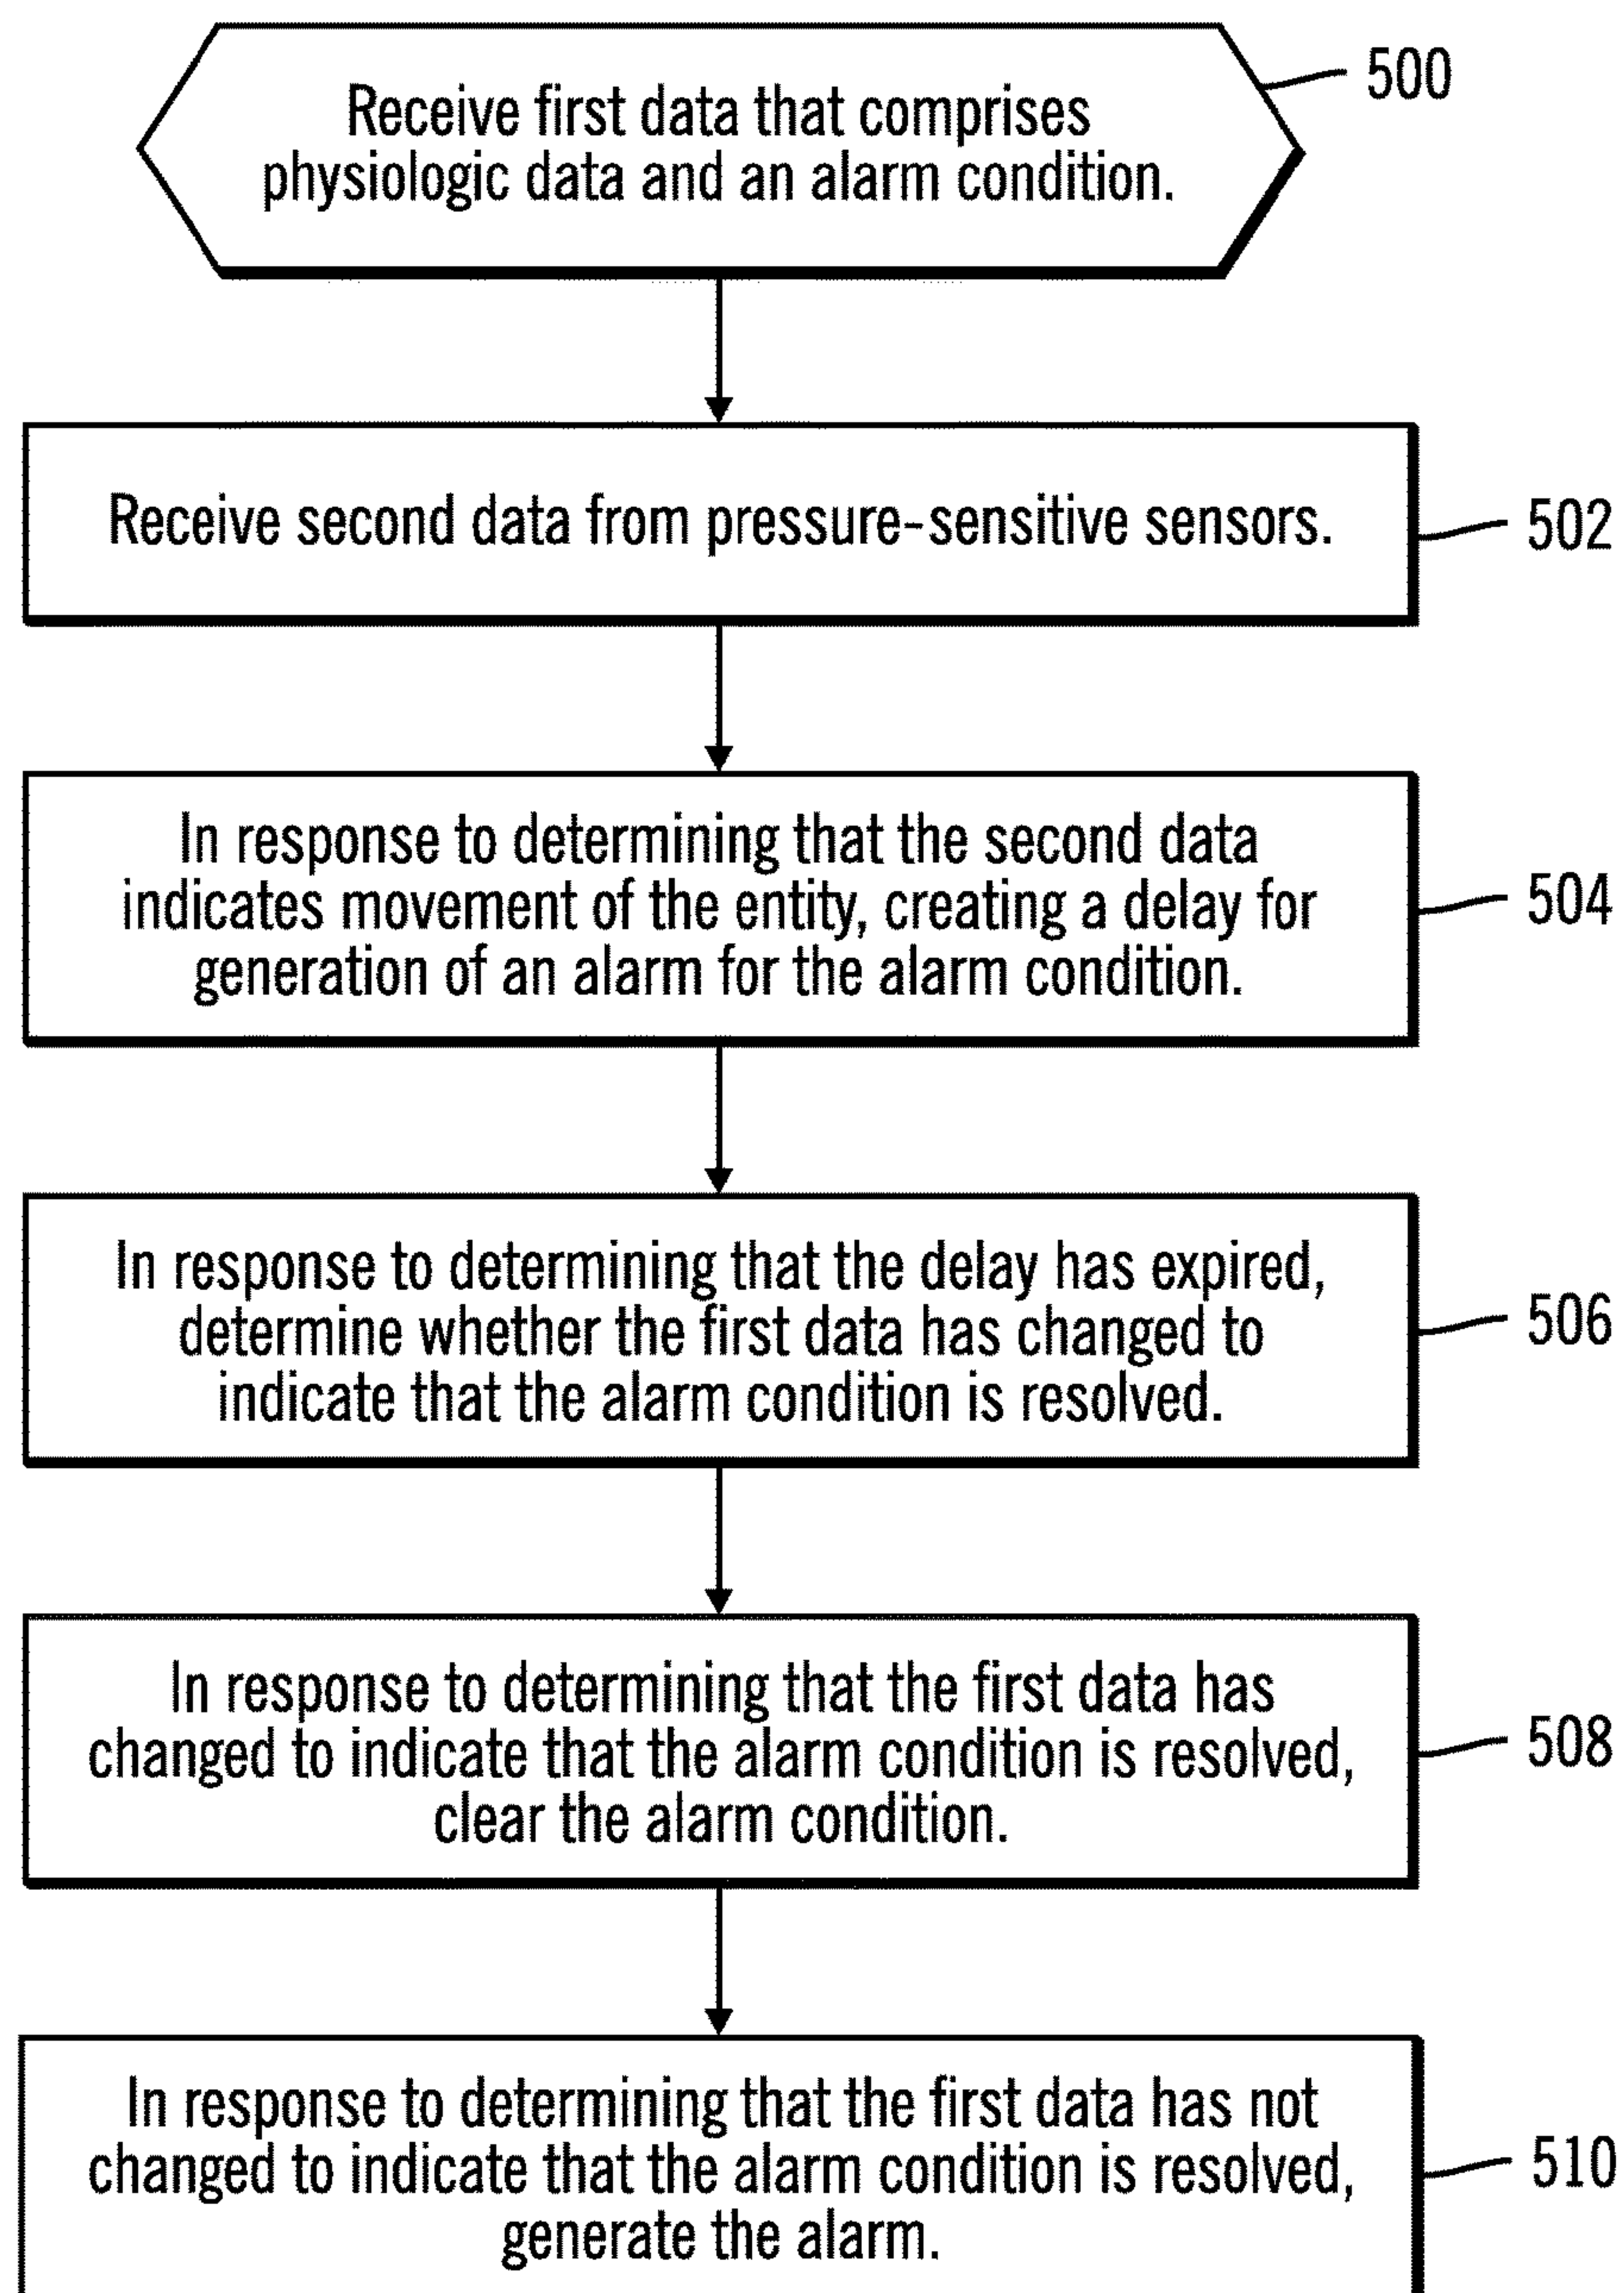 Receive first data that comprises
physiologic data and an alarm condition.
500
Receive second data from pressure-sensitive sensors.
502
In response to determining that the second data
indicates movement of the entity, creating a delay for
generation of an alarm for the alarm condition.
504
In response to determining that the delay has expired,
determine whether the first data has changed to
indicate that the alarm condition is resolved.
506
In response to determining that the first data has
changed to indicate that the alarm condition is resolved,
clear the alarm condition.
508
In response to determining that the first data has not
changed to indicate that the alarm condition is resolved,
generate the alarm.
510